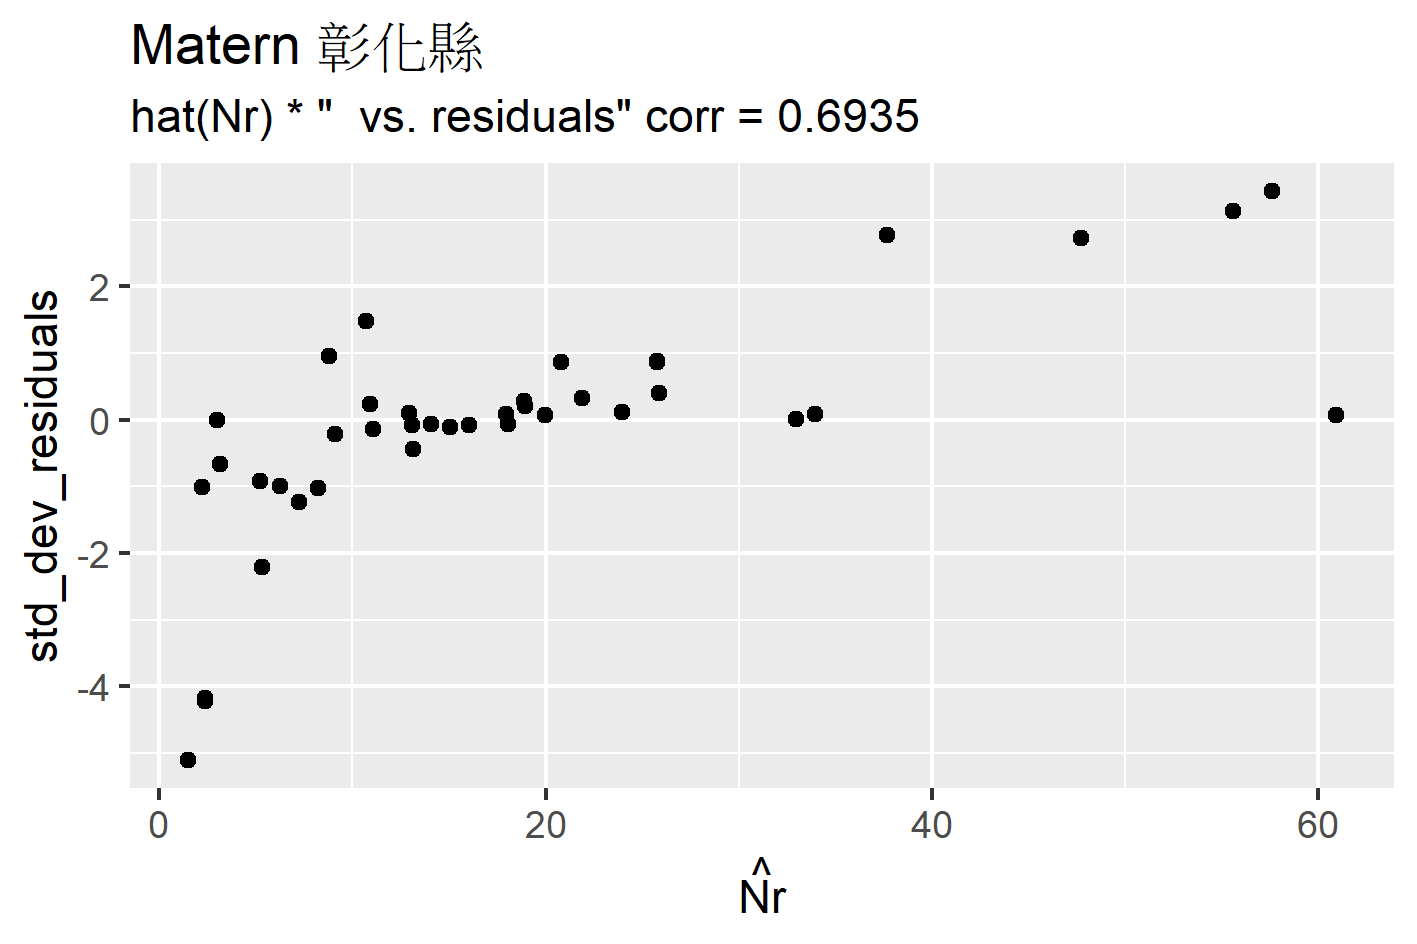 Matern 彰化縣
hat(Nr) * "  vs. residuals" corr = 0.6935
std_dev_residuals
2
0
-2
-4
0 20 40 60
N̂r